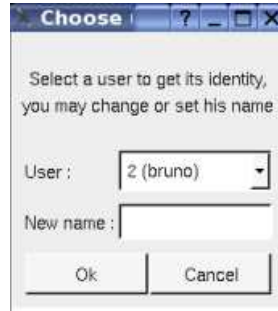 Choose
Select a user to get its identity,
you may change or set his name
User : 2 (bruno)
New name :
Ok Cancel